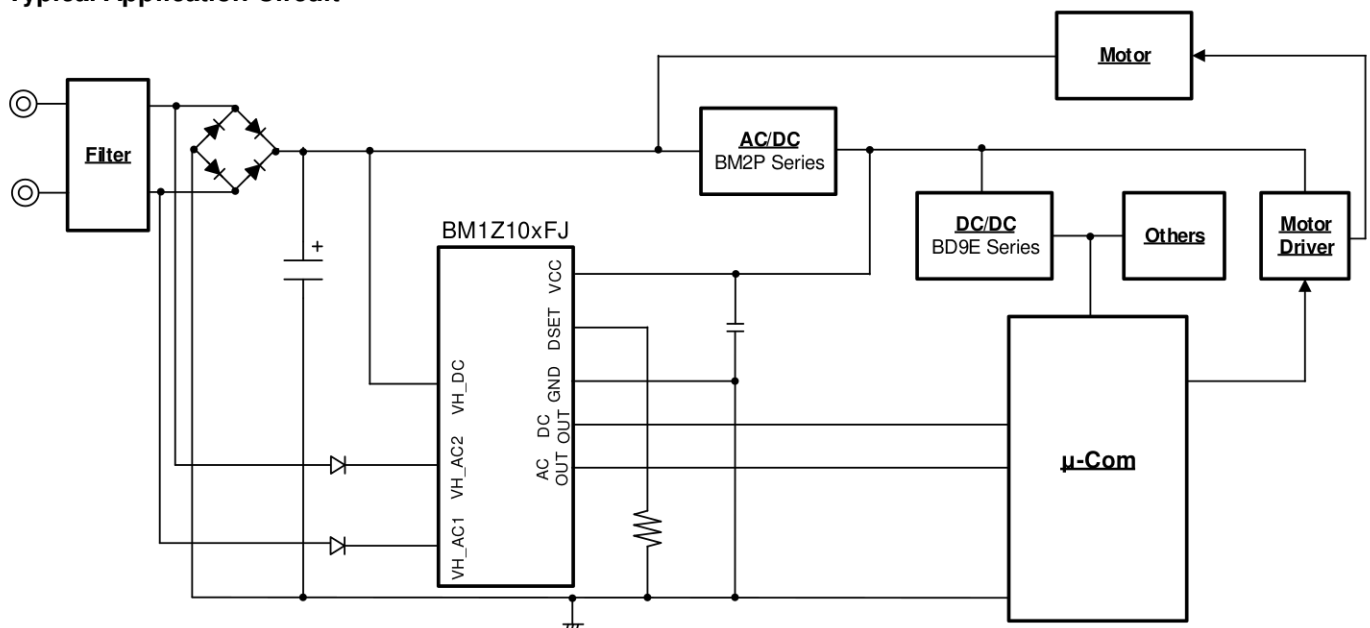 Typical Application Circuit
Motor
Filter
AC/DC
BM2P Series
BM1Z10xFJ
DC/DC
BD9E Series
Others
Motor
Driver
+
VCC
DSET
GND
DC
OUT
AC
OUT
VH_DC
VH_AC2
VH_AC1
µ-Com